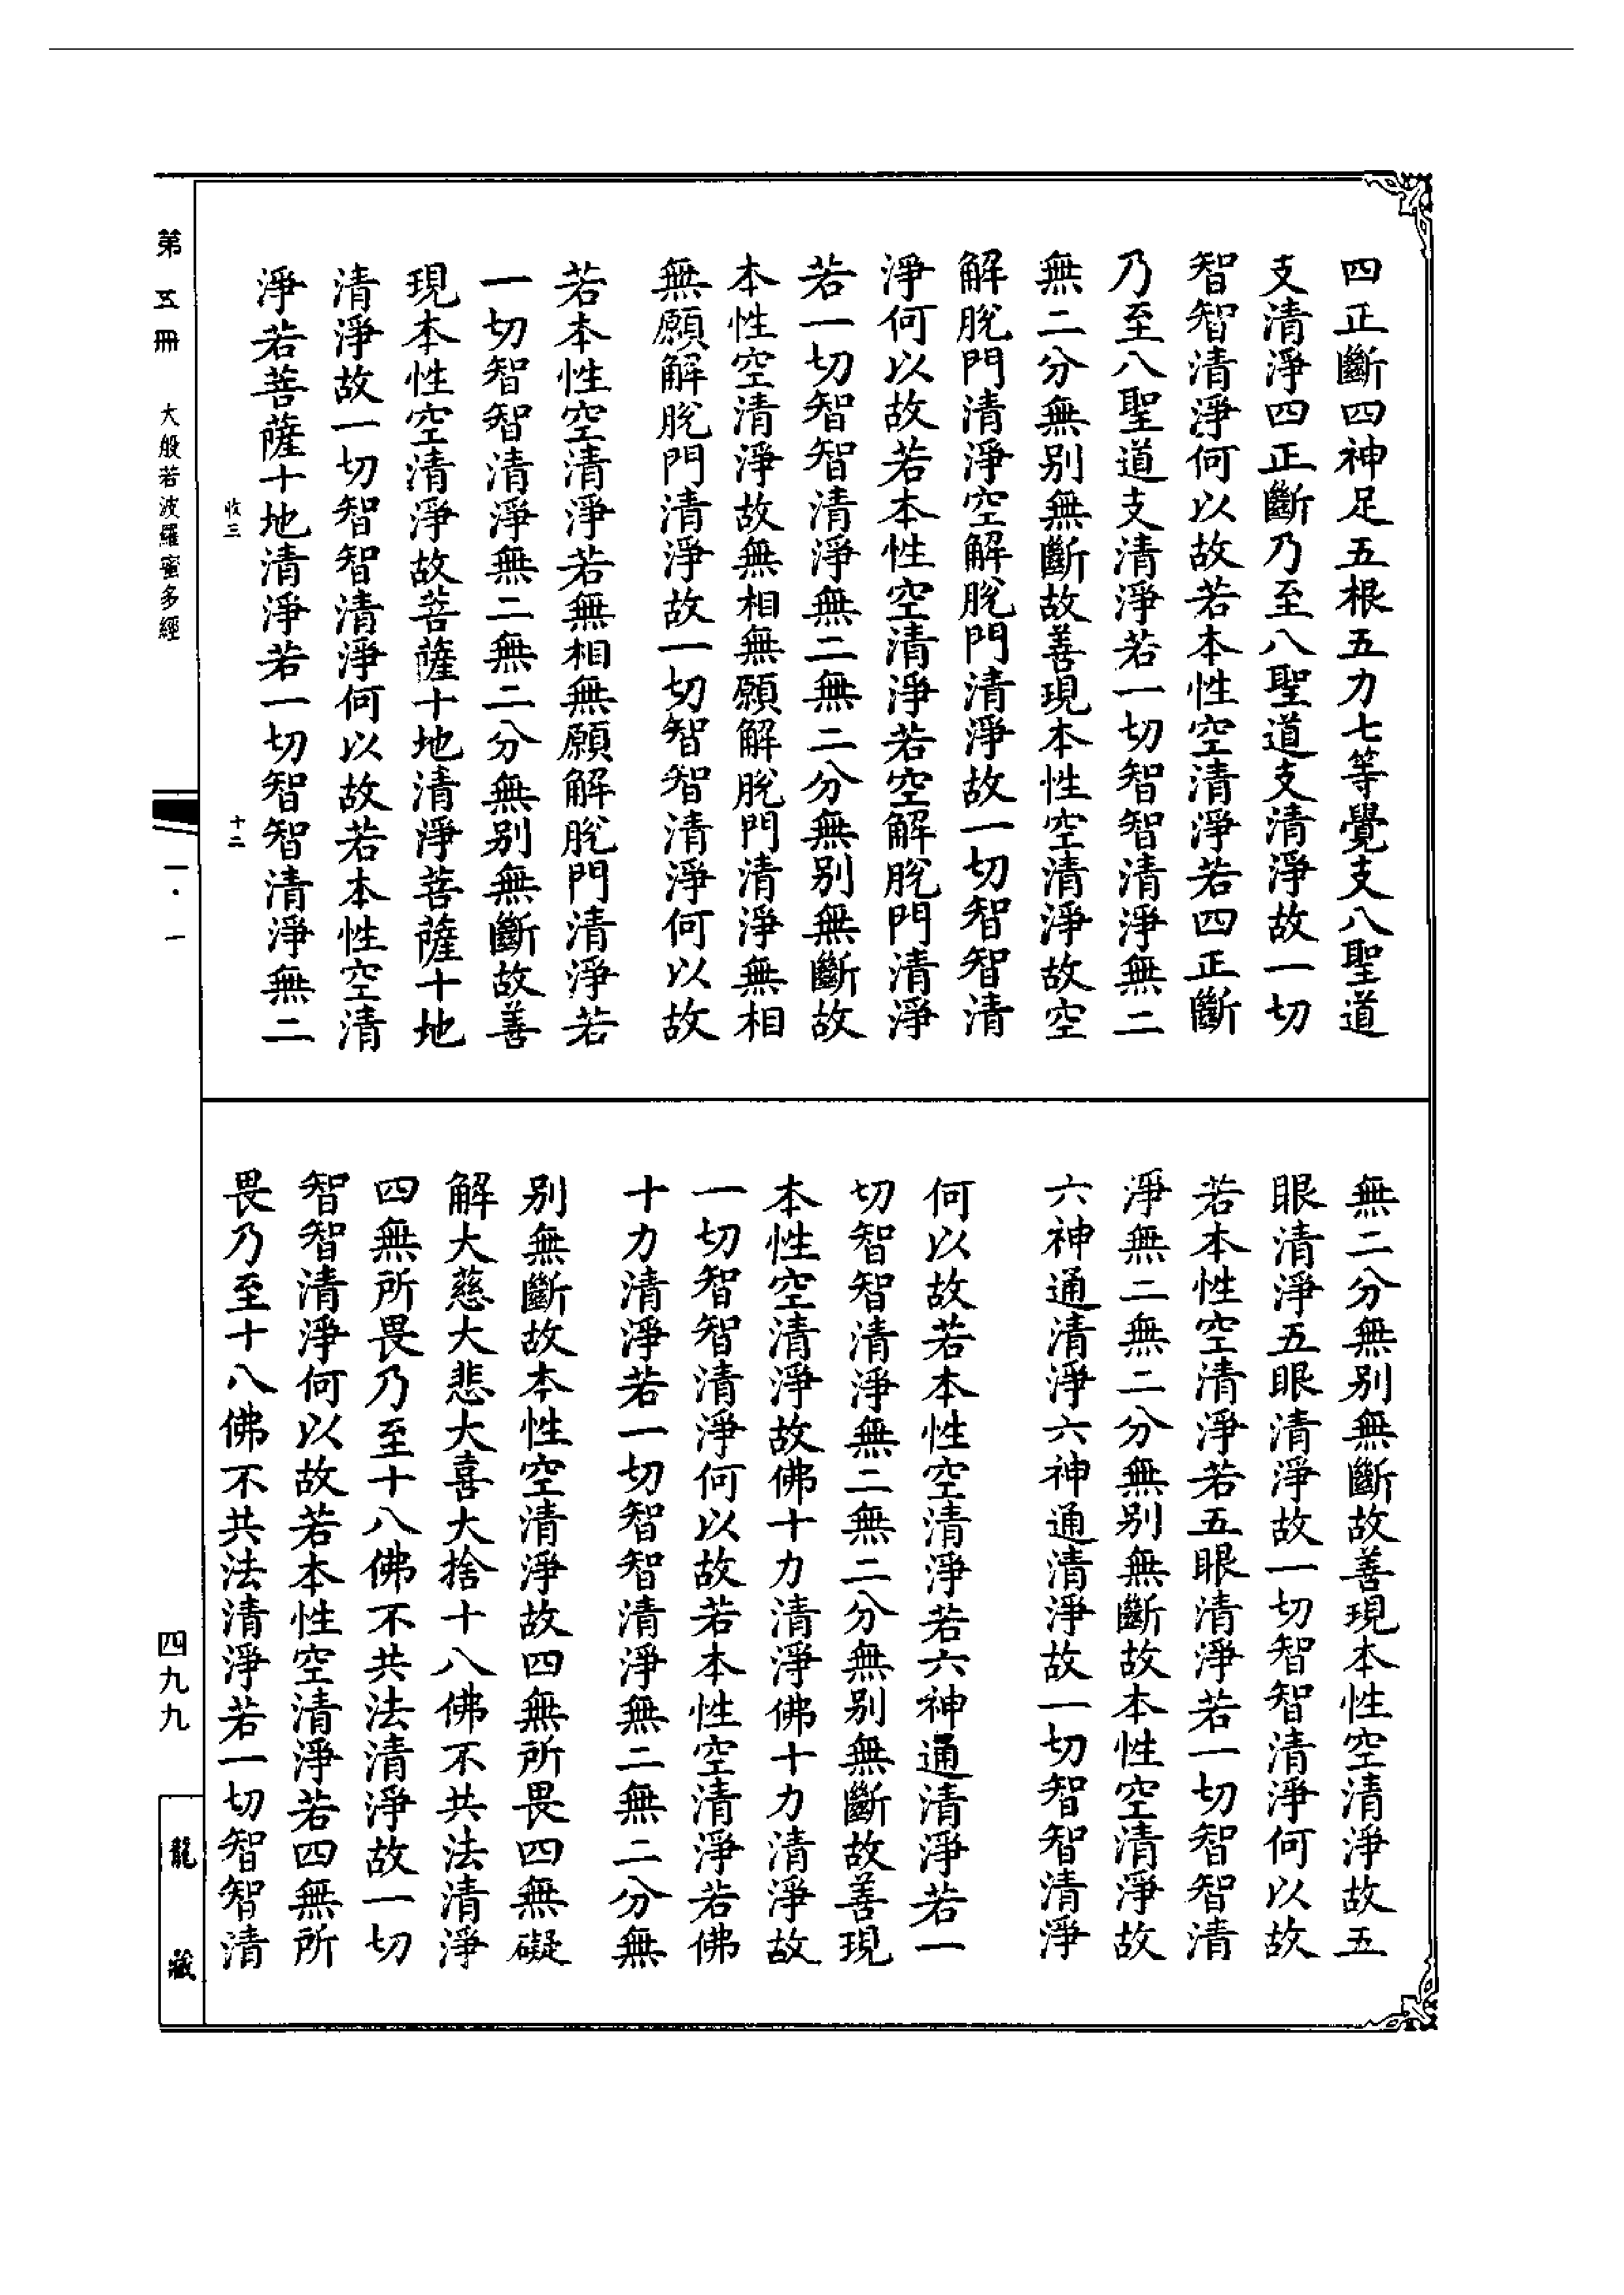 四正斷四神足五根五力七等覺支八聖道
支清淨四正斷乃至八聖道支清淨故一切
智智清淨何以故若本性空清淨若四正斷
乃至八聖道支清淨若一切智智清淨無二
無二分無别無斷故善現本性空清淨故空
解脫門清淨空解脫門清淨故一切智智清
淨何以故若本性空清淨若空解脫門清淨
若一切智智清淨無二無二分無别無斷故
本性空清淨故無相無願解脫門清淨無相
無願解脫門清淨故一切智智清淨何以故
若本性空清淨若無相無願解脫門清淨若
一切智智清淨無二無二分無别無斷故善
現本性空清淨故菩薩十地清淨菩薩十地
清淨故一切智智清淨何以故若本性空清
淨若菩薩十地清淨若一切智智清淨無二
無二分無别無斷故善現本性空清淨故五
眼清淨五眼清淨故一切智智清淨何以故
若本性空清淨若五眼清淨若一切智智清
淨無二無二分無别無斷故本性空清淨故
六神通清淨六神通清淨故一切智智清淨
何以故若本性空清淨若六神通清淨若一
切智智清淨無二無二分無别無斷故善現
本性空清淨故佛十力清淨佛十力清淨故
一切智智清淨何以故若本性空清淨若佛
十力清淨若一切智智清淨無二無二分無
别無斷故本性空清淨故四無所畏四無礙
解大慈大悲大喜大捨十八佛不共法清淨
四無所畏乃至十八佛不共法清淨故一切
智智清淨何以故若本性空清淨若四無所
畏乃至十八佛不共法清淨若一切智智清
收三 十二
第五冊 大般若波羅蜜多經 一·一 四九九 龍藏